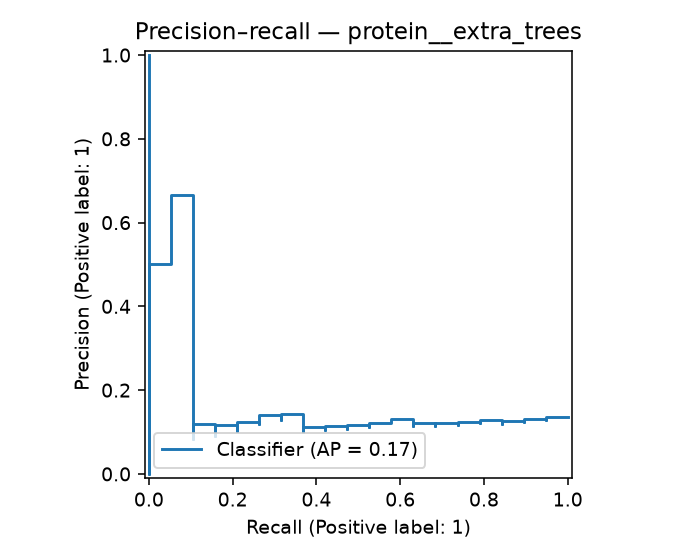 Precision–recall — protein__extra_trees
1.0
0.8
0.6
0.4
0.2
0.0
Precision (Positive label: 1)
Classifier (AP = 0.17)
0.0 0.2 0.4 0.6 0.8 1.0
Recall (Positive label: 1)